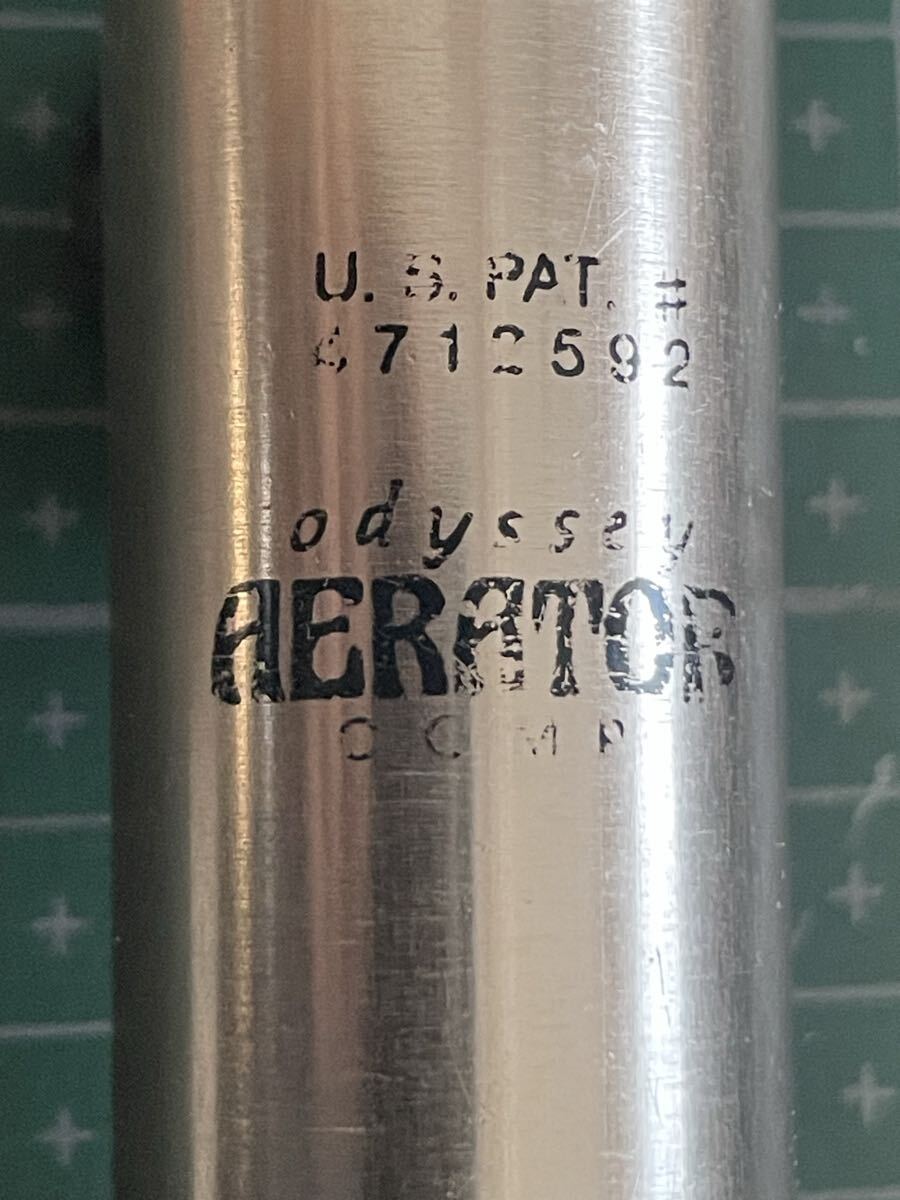 U. S. PAT. #
4712592
odyssey
AERATOR
COMP